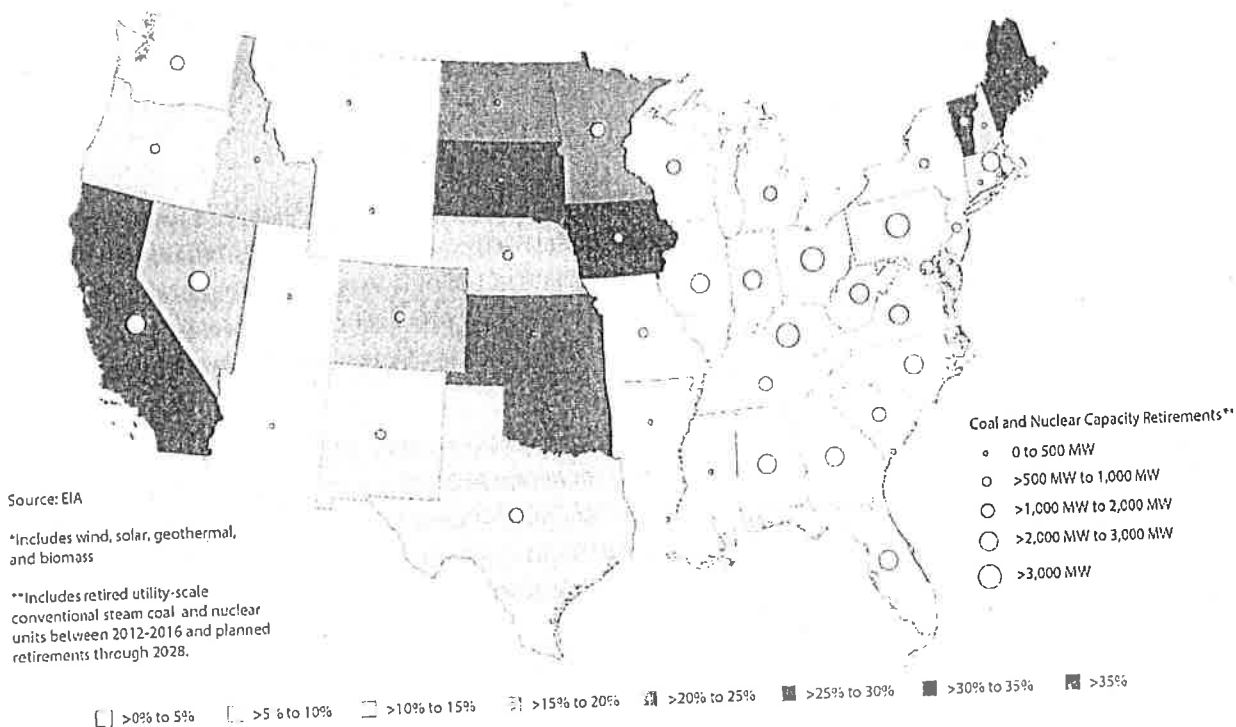 Coal and Nuclear Capacity Retirements**
0 to 500 MW
>500 MW to 1,000 MW
>1,000 MW to 2,000 MW
>2,000 MW to 3,000 MW
>3,000 MW
Source: EIA
*Includes wind, solar, geothermal,
and biomass
**Includes retired utility-scale
conventional steam coal and nuclear
units between 2012-2016 and planned
retirements through 2028.
>0% to 5% >5% to 10% >10% to 15% >15% to 20% >20% to 25% >25% to 30% >30% to 35% >35%